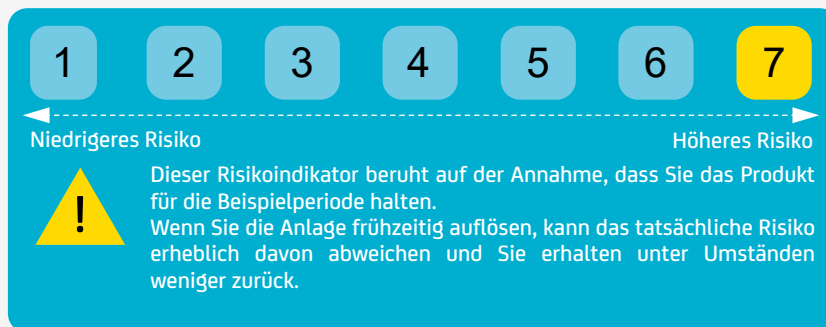 1 2 3 4 5 6 7
Niedrigeres Risiko Höheres Risiko
Dieser Risikoindikator beruht auf der Annahme, dass Sie das Produkt
für die Beispielperiode halten.
Wenn Sie die Anlage frühzeitig auflösen, kann das tatsächliche Risiko
erheblich davon abweichen und Sie erhalten unter Umständen
weniger zurück.
!